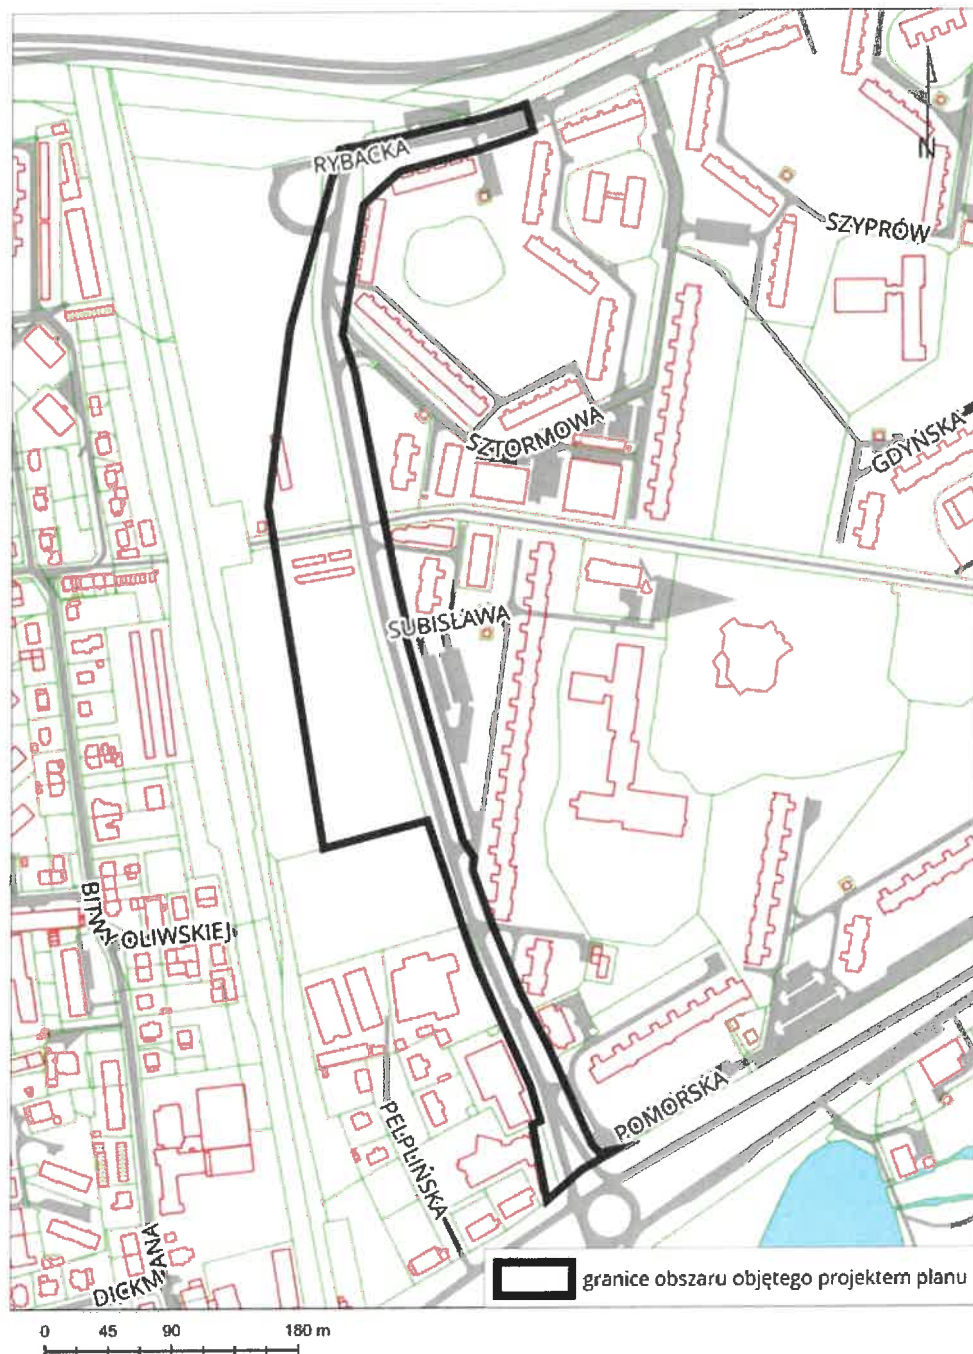 N
RYBACKA
SZYPRÓW
SZTORMOWA
GDYŃSKA
SUBISŁAWA
BITWY OLIWSKIEJ
POMORSKA
PELPLIŃSKA
DICKMANA
granice obszaru objętego projektem planu
0 45 90 180 m